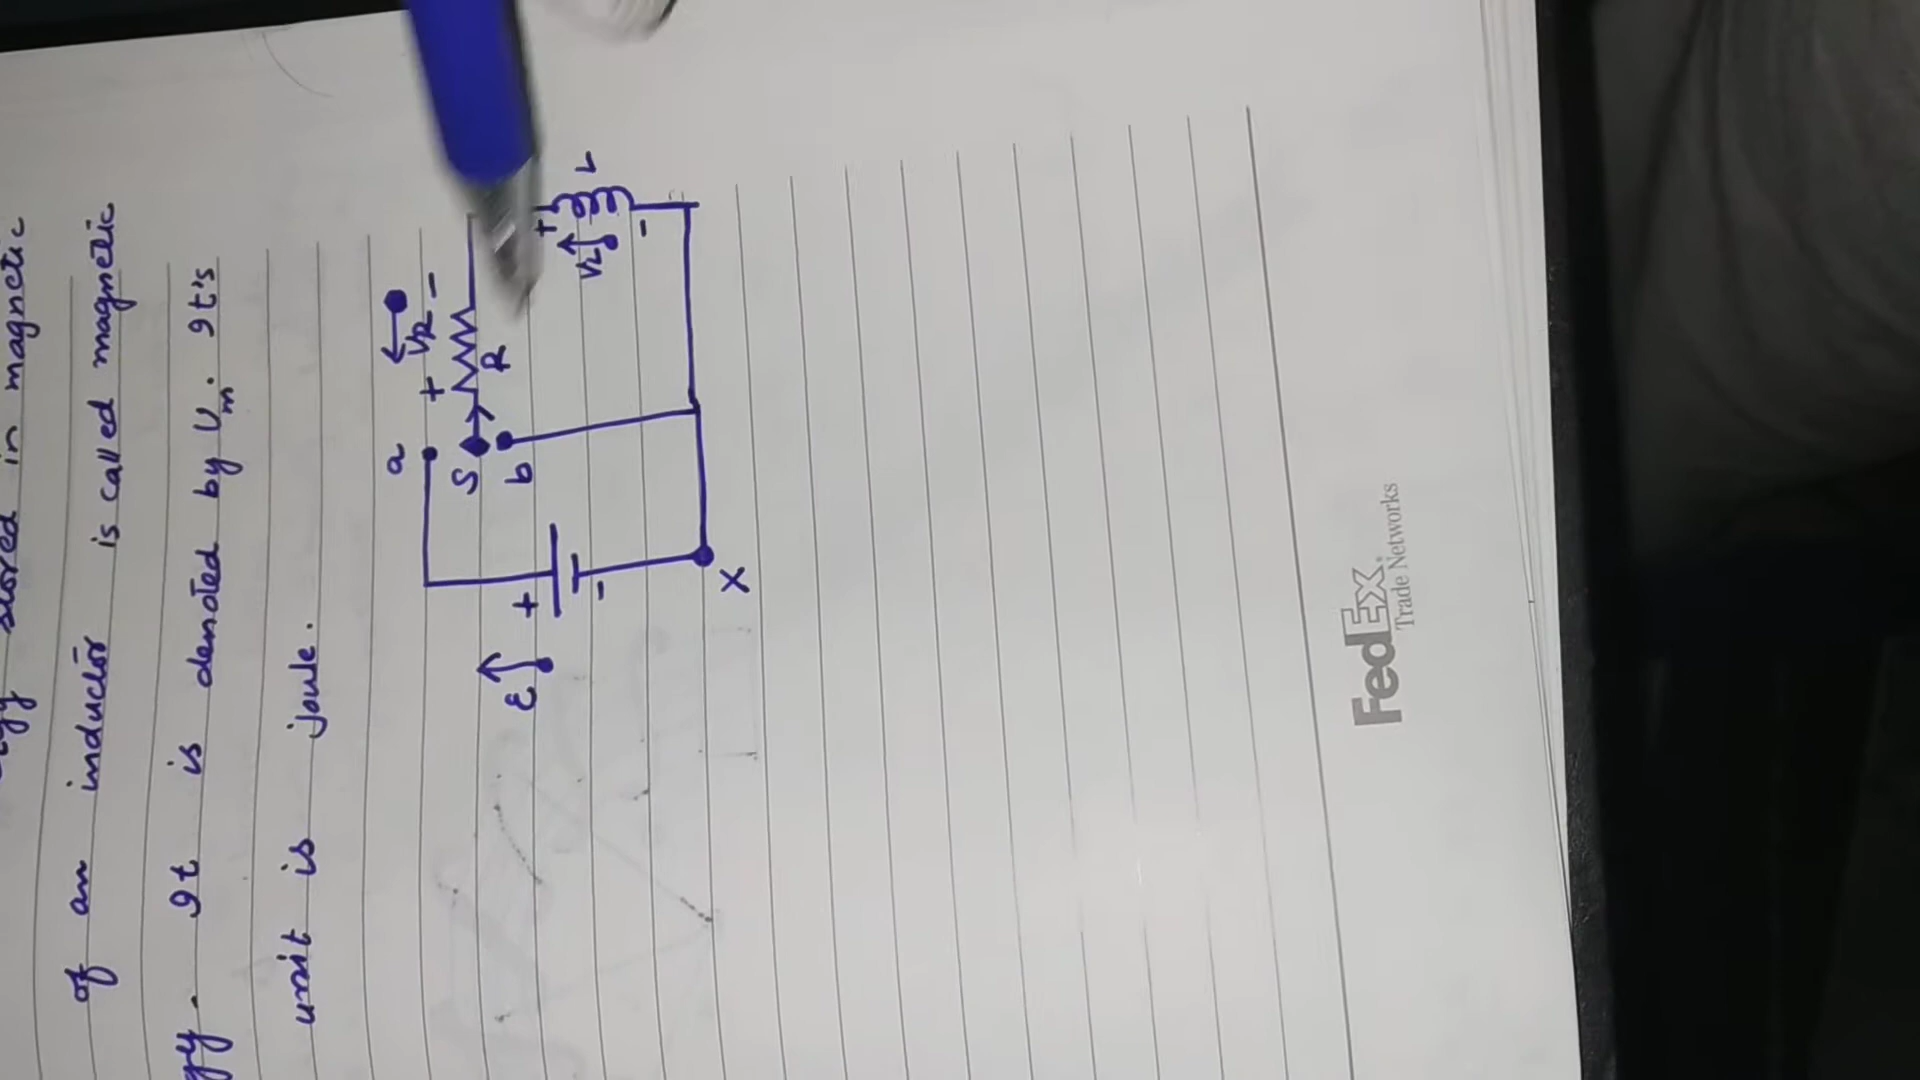 stored in magnetic
of an inductor is called magnetic
It is denoted by Um. It's
unit is joule.
a
+ VR -
S
R
b
ε
+
-
+
VL
L
-
X
FedEx®
Trade Networks